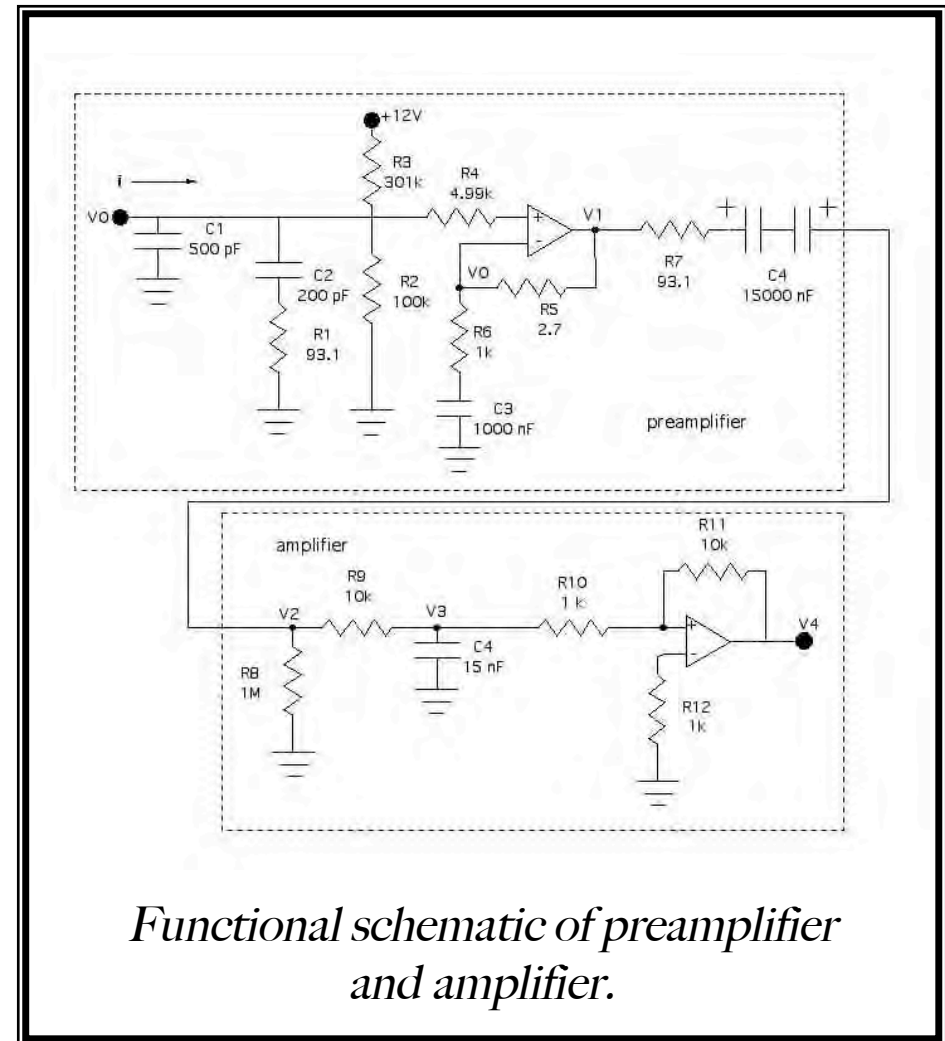 +12V
R3
301k
R4
4.99k
i
V0
C1
500 pF
C2
200 pF
R1
93.1
R2
100k
+
-
V1
V0
R5
2.7
R6
1k
C3
1000 nF
R7
93.1
+ +
C4
15000 nF
preamplifier
amplifier
R11
10k
R9
10k
R10
1 k
V2
V3
C4
15 nF
R8
1M
+
-
V4
R12
1k
Functional schematic of preamplifier
and amplifier.